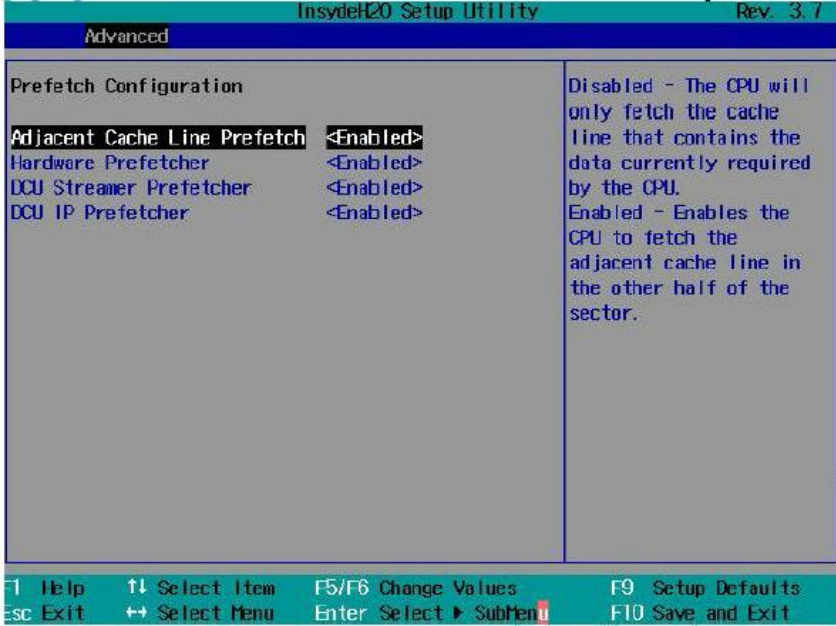 InsydeH2O Setup Utility Rev. 3.7
Advanced
Prefetch Configuration
Adjacent Cache Line Prefetch <Enabled>
Hardware Prefetcher <Enabled>
DCU Streamer Prefetcher <Enabled>
DCU IP Prefetcher <Enabled>
Disabled - The CPU will
only fetch the cache
line that contains the
data currently required
by the CPU.
Enabled - Enables the
CPU to fetch the
adjacent cache line in
the other half of the
sector.
F1 Help ↑↓ Select Item F5/F6 Change Values F9 Setup Defaults
Esc Exit ↔ Select Menu Enter Select ▶ SubMenu F10 Save and Exit